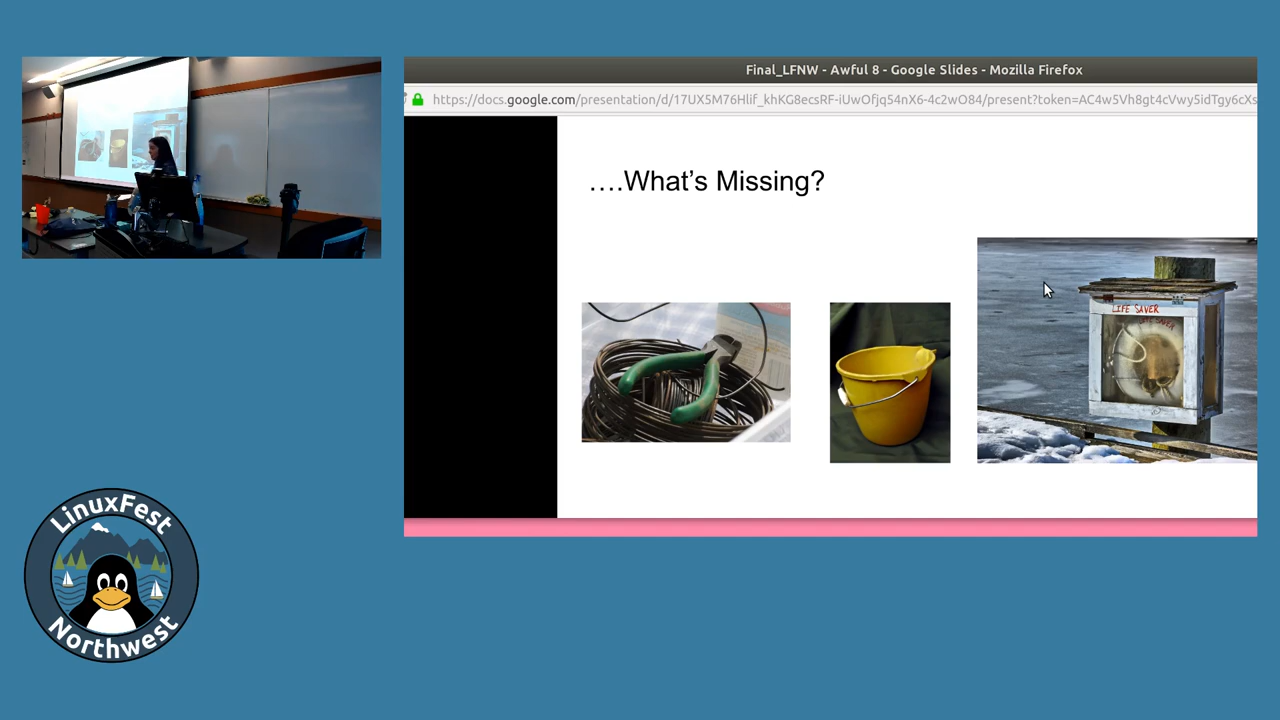 Final_LFNW - Awful 8 - Google Slides - Mozilla Firefox
https://docs.google.com/presentation/d/17UX5M76Hlif_khKG8ecsRF-iUwOfjq54nX6-4c2wO84/present?token=AC4w5Vh8gt4cVwy5idTgy6cXs
….What's Missing?
LIFE SAVER
LinuxFest
Northwest